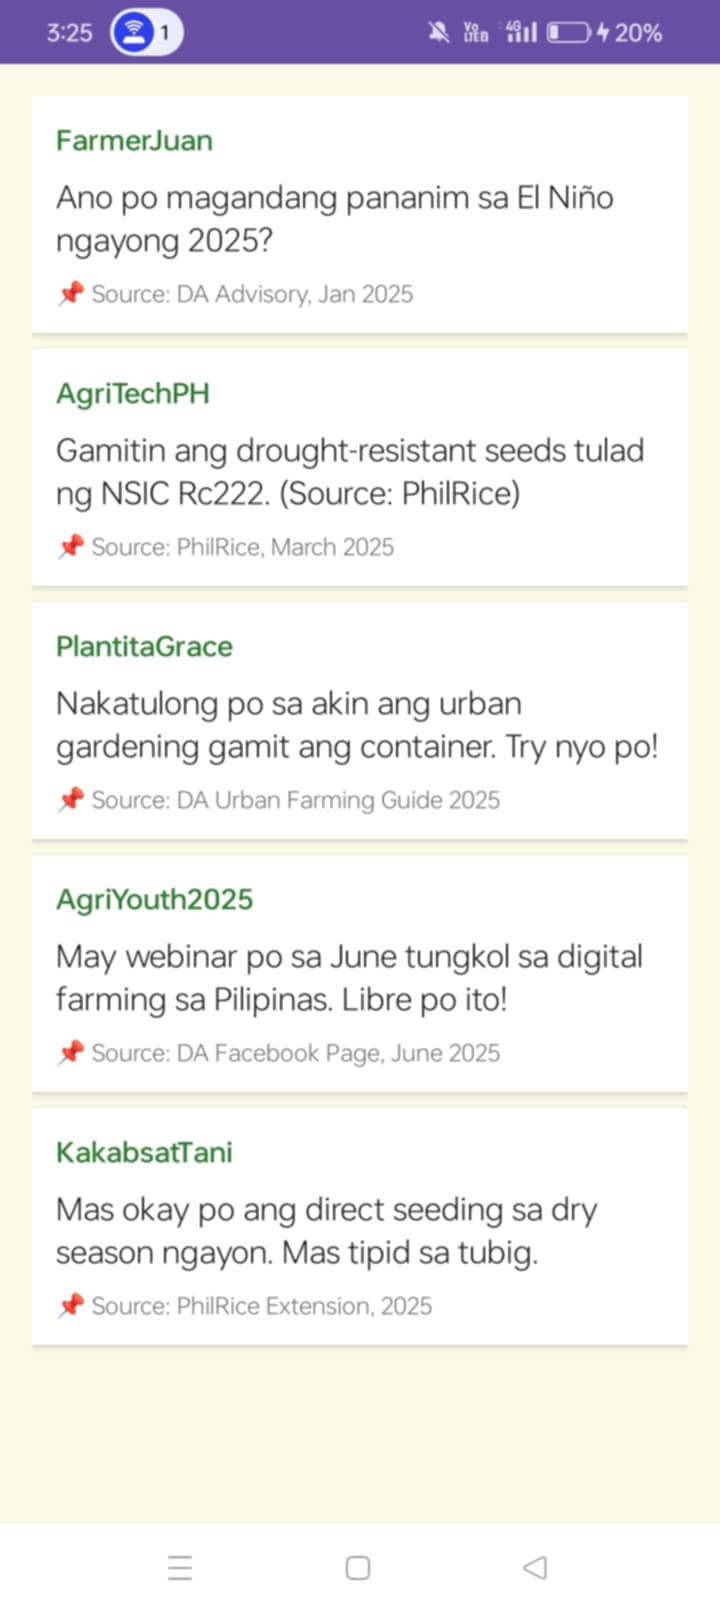 3:25 1 4G 20%
FarmerJuan
Ano po magandang pananim sa El Niño
ngayong 2025?
📌 Source: DA Advisory, Jan 2025
AgriTechPH
Gamitin ang drought-resistant seeds tulad
ng NSIC Rc222. (Source: PhilRice)
📌 Source: PhilRice, March 2025
PlantitaGrace
Nakatulong po sa akin ang urban
gardening gamit ang container. Try nyo po!
📌 Source: DA Urban Farming Guide 2025
AgriYouth2025
May webinar po sa June tungkol sa digital
farming sa Pilipinas. Libre po ito!
📌 Source: DA Facebook Page, June 2025
KakabsatTani
Mas okay po ang direct seeding sa dry
season ngayon. Mas tipid sa tubig.
📌 Source: PhilRice Extension, 2025